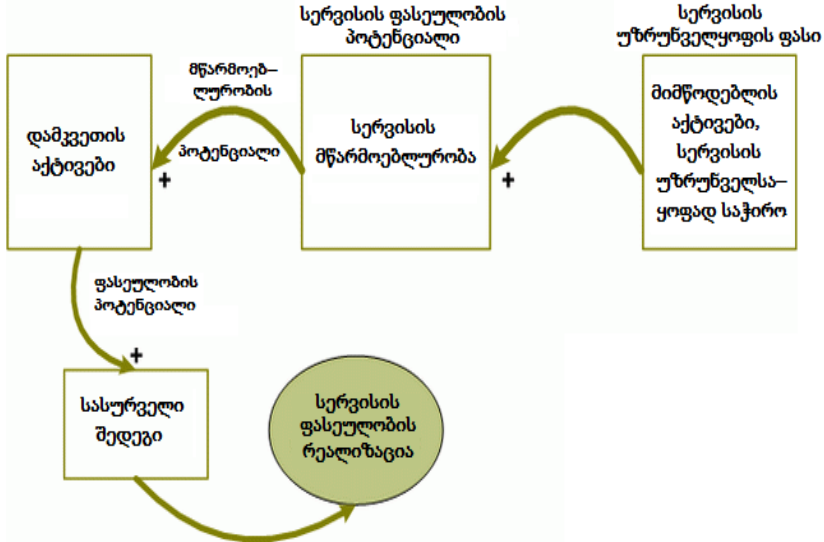 სერვისის ფასეულობის
პოტენციალი
სერვისის
უზრუნველყოფის ფასი
მწარმოებ–
ლურობის
პოტენციალი
დამკვეთის
აქტივები
+
სერვისის
მწარმოებლურობა
+
მიმწოდებლის
აქტივები,
სერვისის
უზრუნველსა–
ყოფად საჭირო
ფასეულობის
პოტენციალი
+
სასურველი
შედეგი
სერვისის
ფასეულობის
რეალიზაცია